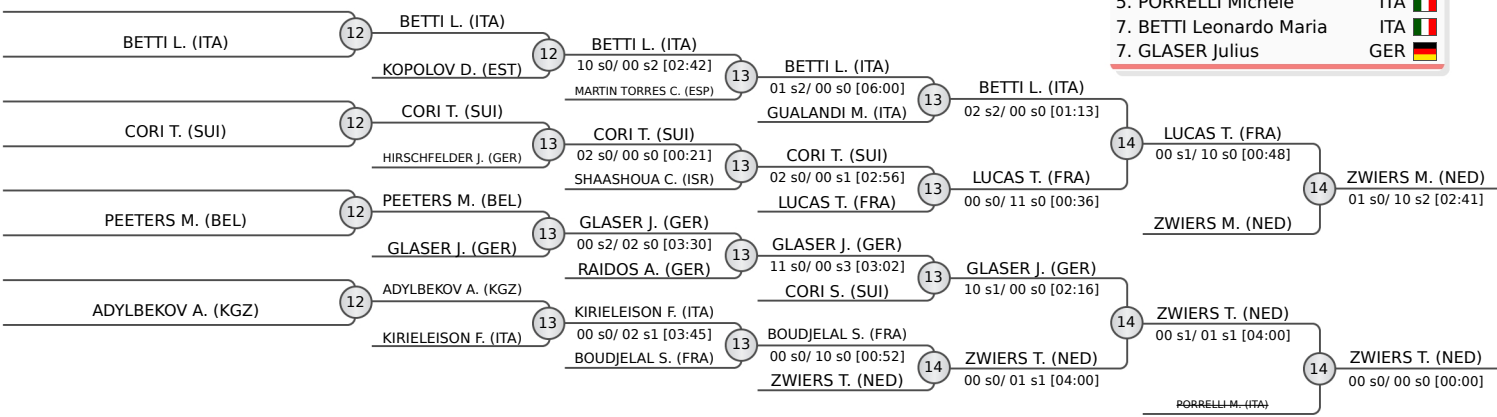 5. PORRELLI Michele ITA
7. BETTI Leonardo Maria ITA
7. GLASER Julius GER
BETTI L. (ITA)
12
CORI T. (SUI)
12
PEETERS M. (BEL)
12
ADYLBEKOV A. (KGZ)
12
BETTI L. (ITA)
KOPOLOV D. (EST)
12
CORI T. (SUI)
HIRSCHFELDER J. (GER)
13
PEETERS M. (BEL)
GLASER J. (GER)
13
ADYLBEKOV A. (KGZ)
KIRIELEISON F. (ITA)
13
BETTI L. (ITA)
10 s0/ 00 s2 [02:42]
MARTIN TORRES C. (ESP)
13
CORI T. (SUI)
02 s0/ 00 s0 [00:21]
SHAASHOUA C. (ISR)
13
GLASER J. (GER)
00 s2/ 02 s0 [03:30]
RAIDOS A. (GER)
13
KIRIELEISON F. (ITA)
00 s0/ 02 s1 [03:45]
BOUDJELAL S. (FRA)
13
BETTI L. (ITA)
01 s2/ 00 s0 [06:00]
GUALANDI M. (ITA)
13
CORI T. (SUI)
02 s0/ 00 s1 [02:56]
LUCAS T. (FRA)
13
GLASER J. (GER)
11 s0/ 00 s3 [03:02]
CORI S. (SUI)
13
BOUDJELAL S. (FRA)
00 s0/ 10 s0 [00:52]
ZWIERS T. (NED)
14
BETTI L. (ITA)
02 s2/ 00 s0 [01:13]
LUCAS T. (FRA)
00 s0/ 11 s0 [00:36]
14
GLASER J. (GER)
10 s1/ 00 s0 [02:16]
ZWIERS T. (NED)
00 s0/ 01 s1 [04:00]
14
LUCAS T. (FRA)
00 s1/ 10 s0 [00:48]
ZWIERS M. (NED)
14
ZWIERS T. (NED)
00 s1/ 01 s1 [04:00]
PORRELLI M. (ITA)
14
ZWIERS M. (NED)
01 s0/ 10 s2 [02:41]
ZWIERS T. (NED)
00 s0/ 00 s0 [00:00]